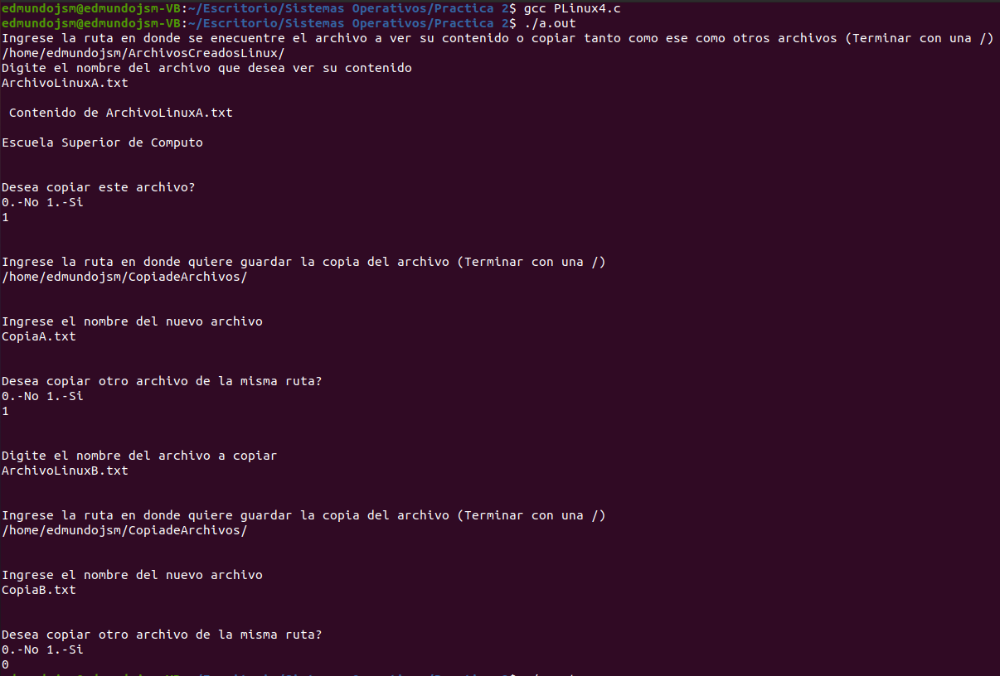 edmundojsm@edmundojsm-VB:~/Escritorio/Sistemas Operativos/Practica 2$ gcc PLinux4.c
edmundojsm@edmundojsm-VB:~/Escritorio/Sistemas Operativos/Practica 2$ ./a.out
Ingrese la ruta en donde se enecuentre el archivo a ver su contenido o copiar tanto como ese como otros archivos (Terminar con una /)
/home/edmundojsm/ArchivosCreadosLinux/
Digite el nombre del archivo que desea ver su contenido
ArchivoLinuxA.txt
Contenido de ArchivoLinuxA.txt
Escuela Superior de Computo
Desea copiar este archivo?
0.-No 1.-Si
1
Ingrese la ruta en donde quiere guardar la copia del archivo (Terminar con una /)
/home/edmundojsm/CopiadeArchivos/
Ingrese el nombre del nuevo archivo
CopiaA.txt
Desea copiar otro archivo de la misma ruta?
0.-No 1.-Si
1
Digite el nombre del archivo a copiar
ArchivoLinuxB.txt
Ingrese la ruta en donde quiere guardar la copia del archivo (Terminar con una /)
/home/edmundojsm/CopiadeArchivos/
Ingrese el nombre del nuevo archivo
CopiaB.txt
Desea copiar otro archivo de la misma ruta?
0.-No 1.-Si
0